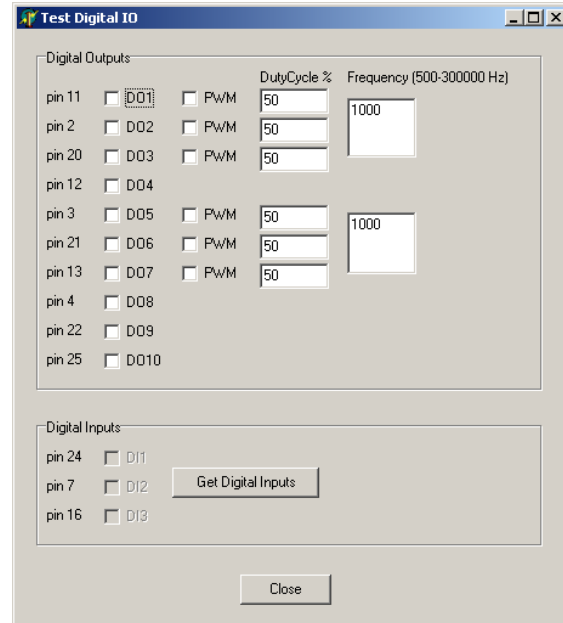 Test Digital IO
Digital Outputs
DutyCycle % Frequency (500-300000 Hz)
pin 11 DO1 PWM 50 1000
pin 2 DO2 PWM 50
pin 20 DO3 PWM 50
pin 12 DO4
pin 3 DO5 PWM 50 1000
pin 21 DO6 PWM 50
pin 13 DO7 PWM 50
pin 4 DO8
pin 22 DO9
pin 25 DO10
Digital Inputs
pin 24 DI1
pin 7 DI2 Get Digital Inputs
pin 16 DI3
Close